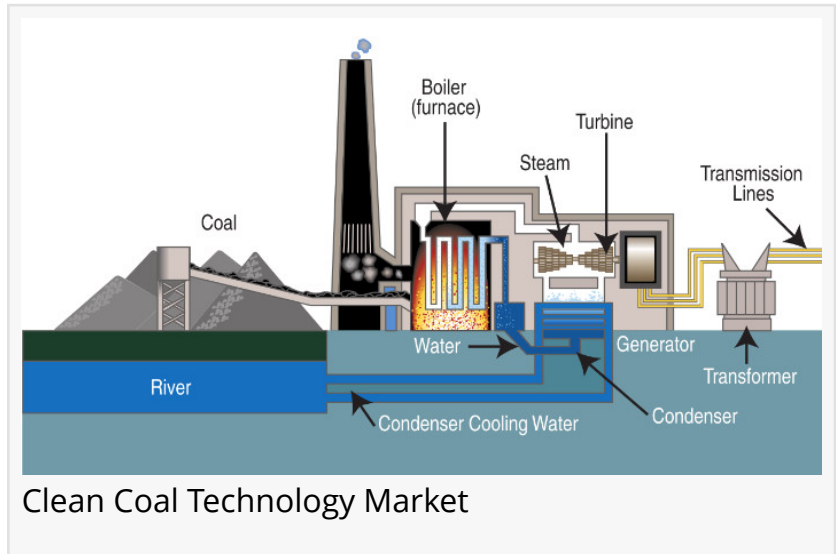 Boiler
(furnace)
Turbine
Steam
Transmission
Lines
Coal
Water
Generator
Transformer
River
Condenser
Condenser Cooling Water
Clean Coal Technology Market